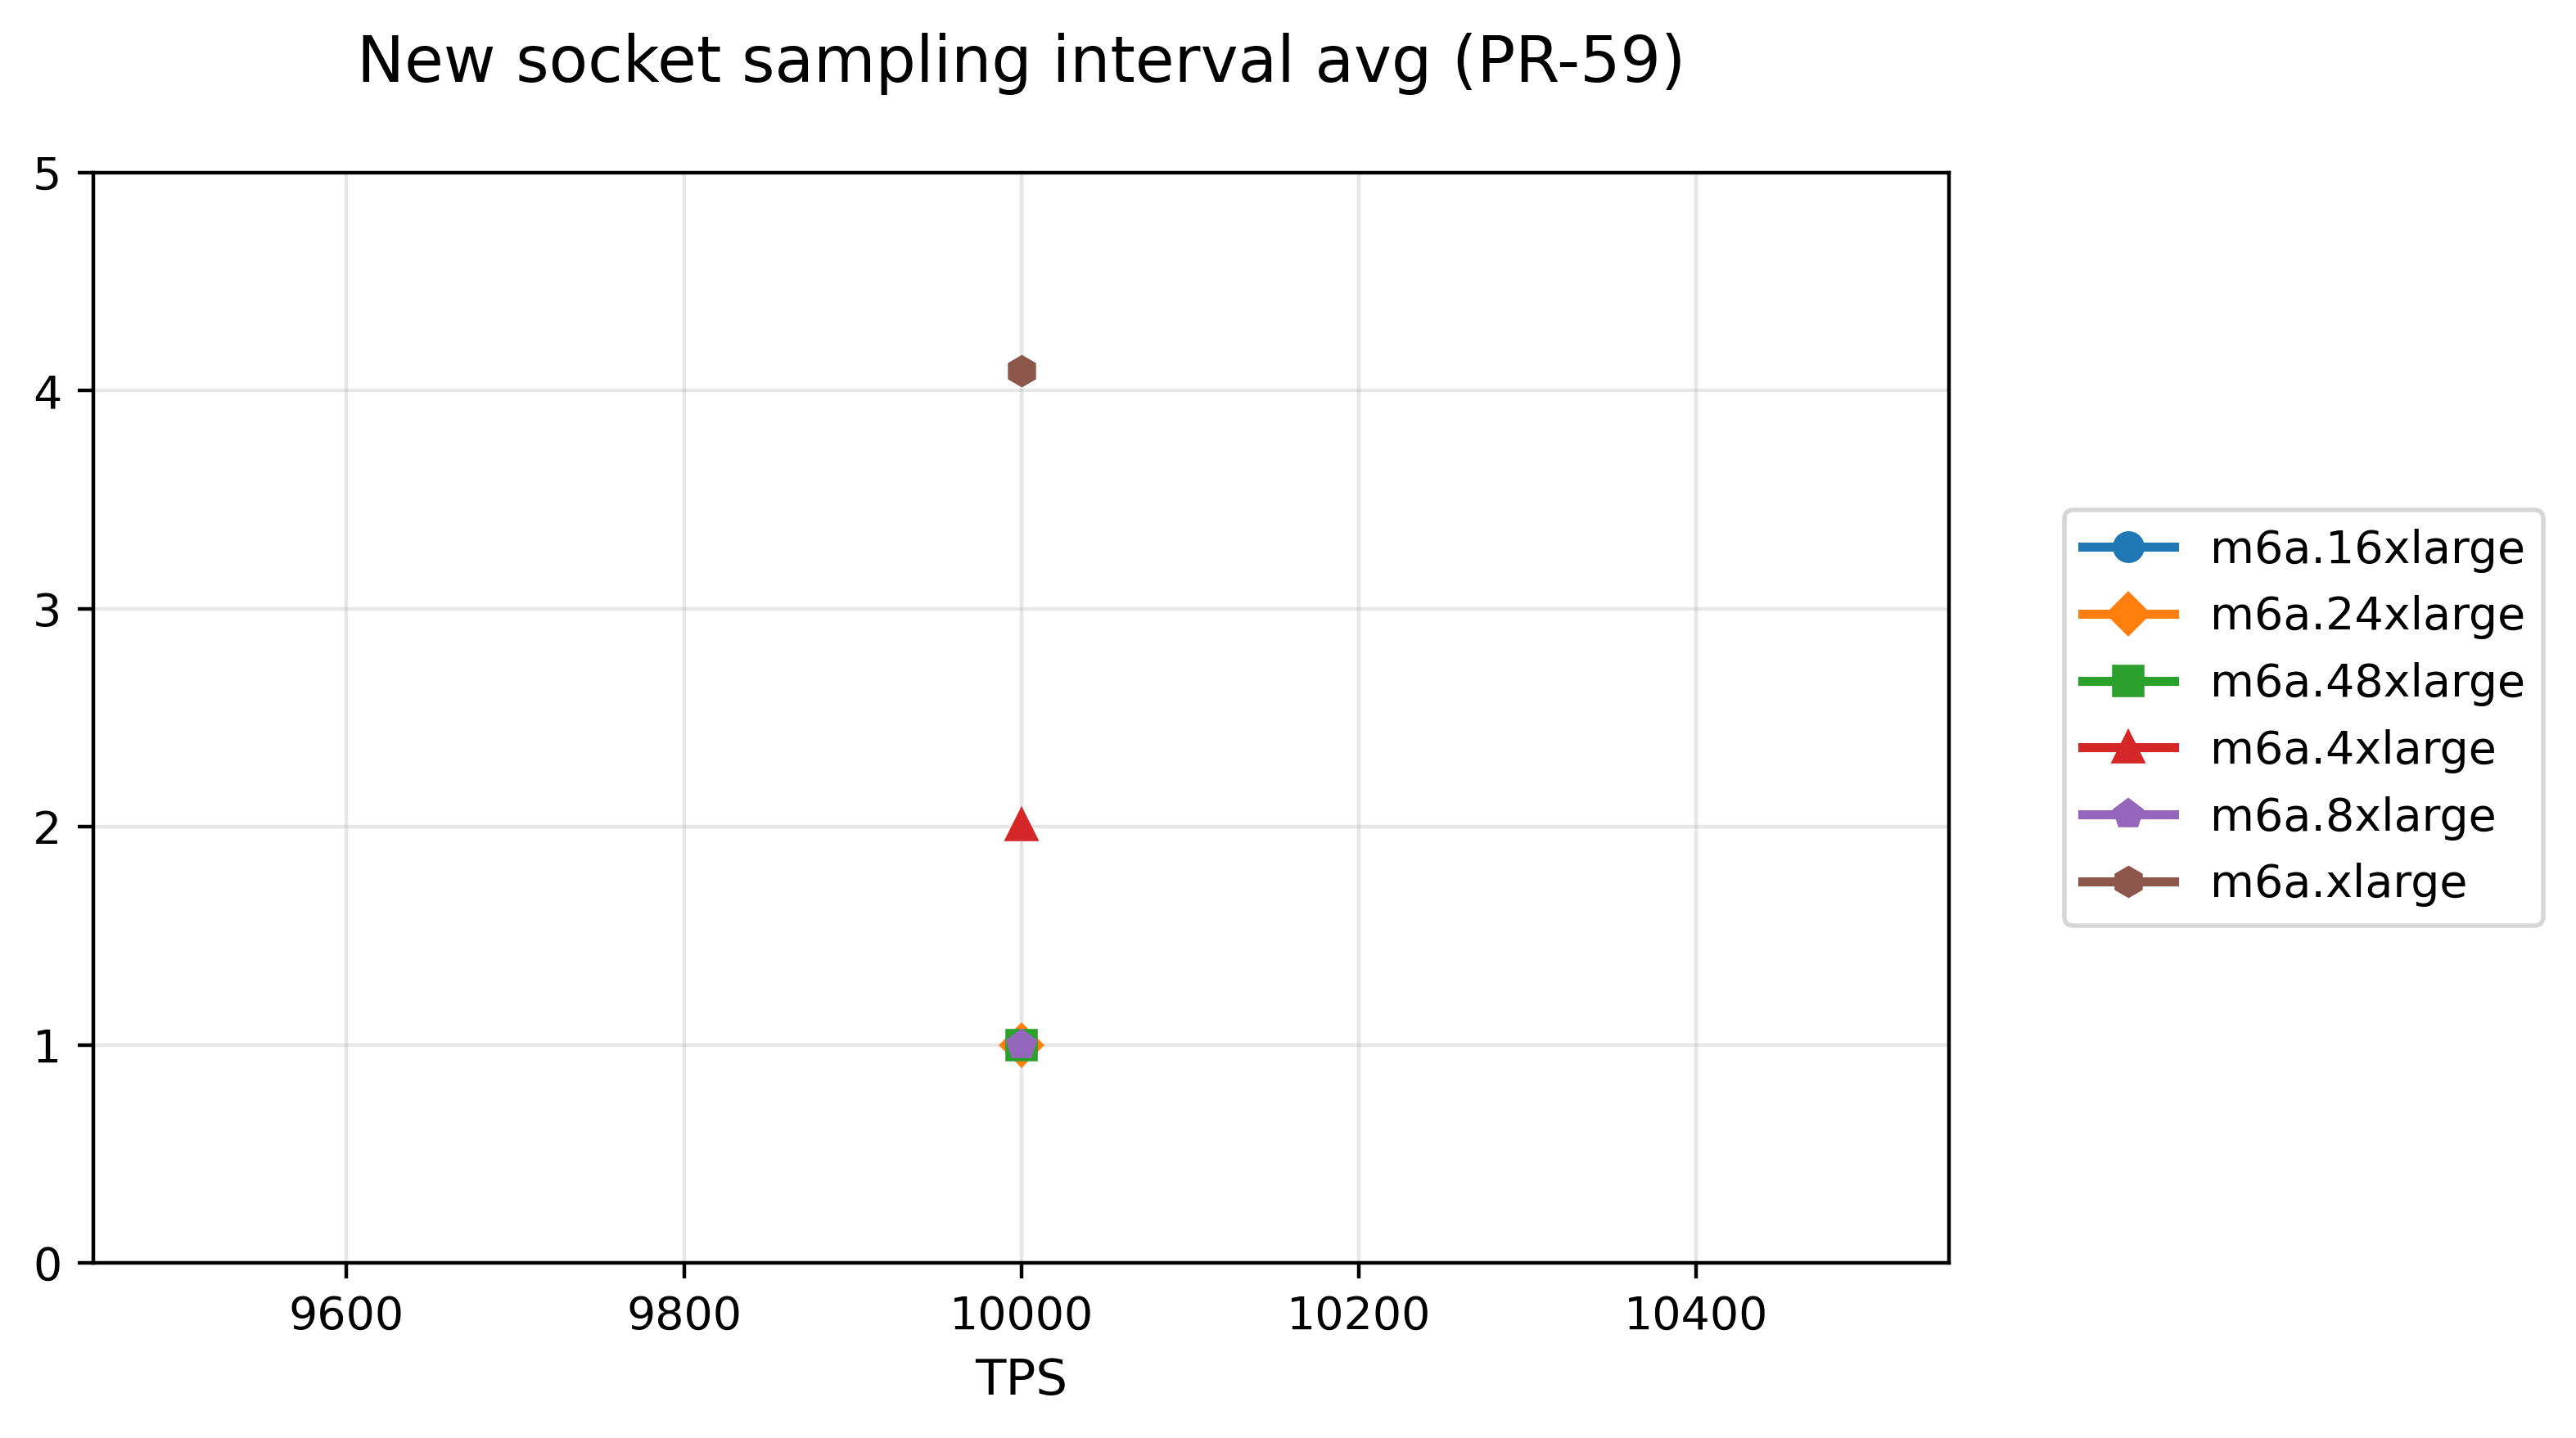 New socket sampling interval avg (PR-59)
5
4
3
2
1
0
9600 9800 10000 10200 10400
TPS
m6a.16xlarge
m6a.24xlarge
m6a.48xlarge
m6a.4xlarge
m6a.8xlarge
m6a.xlarge